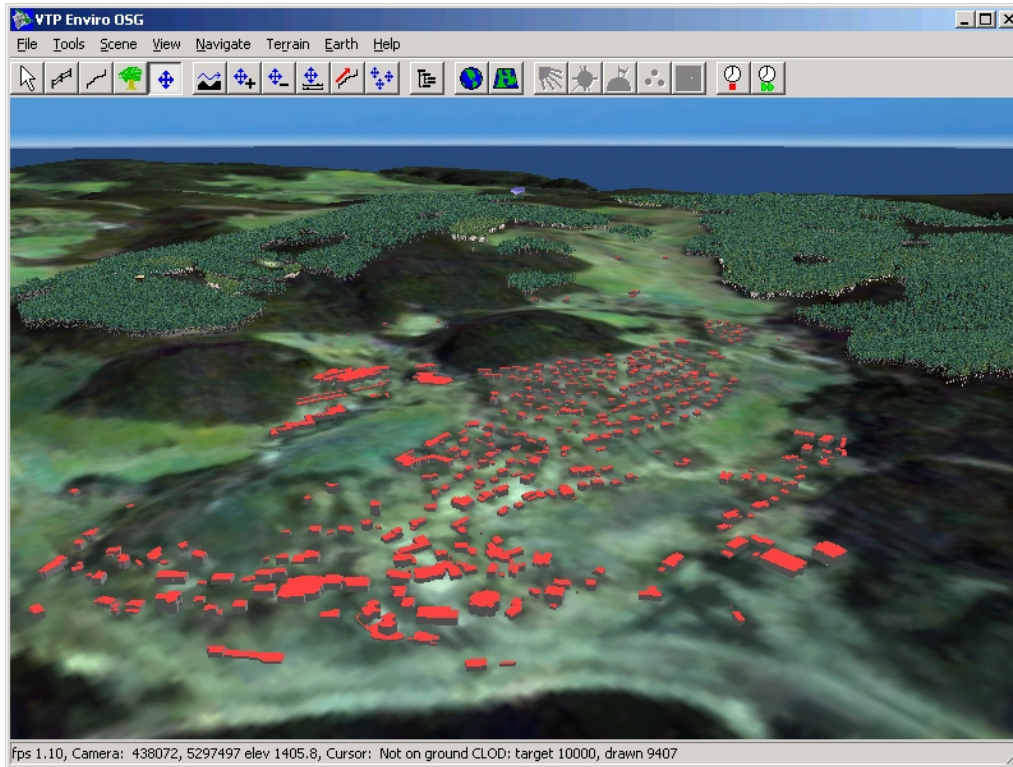 VTP Enviro OSG
File Tools Scene View Navigate Terrain Earth Help
fps 1.10, Camera: 438072, 5297497 elev 1405.8, Cursor: Not on ground CLOD: target 10000, drawn 9407